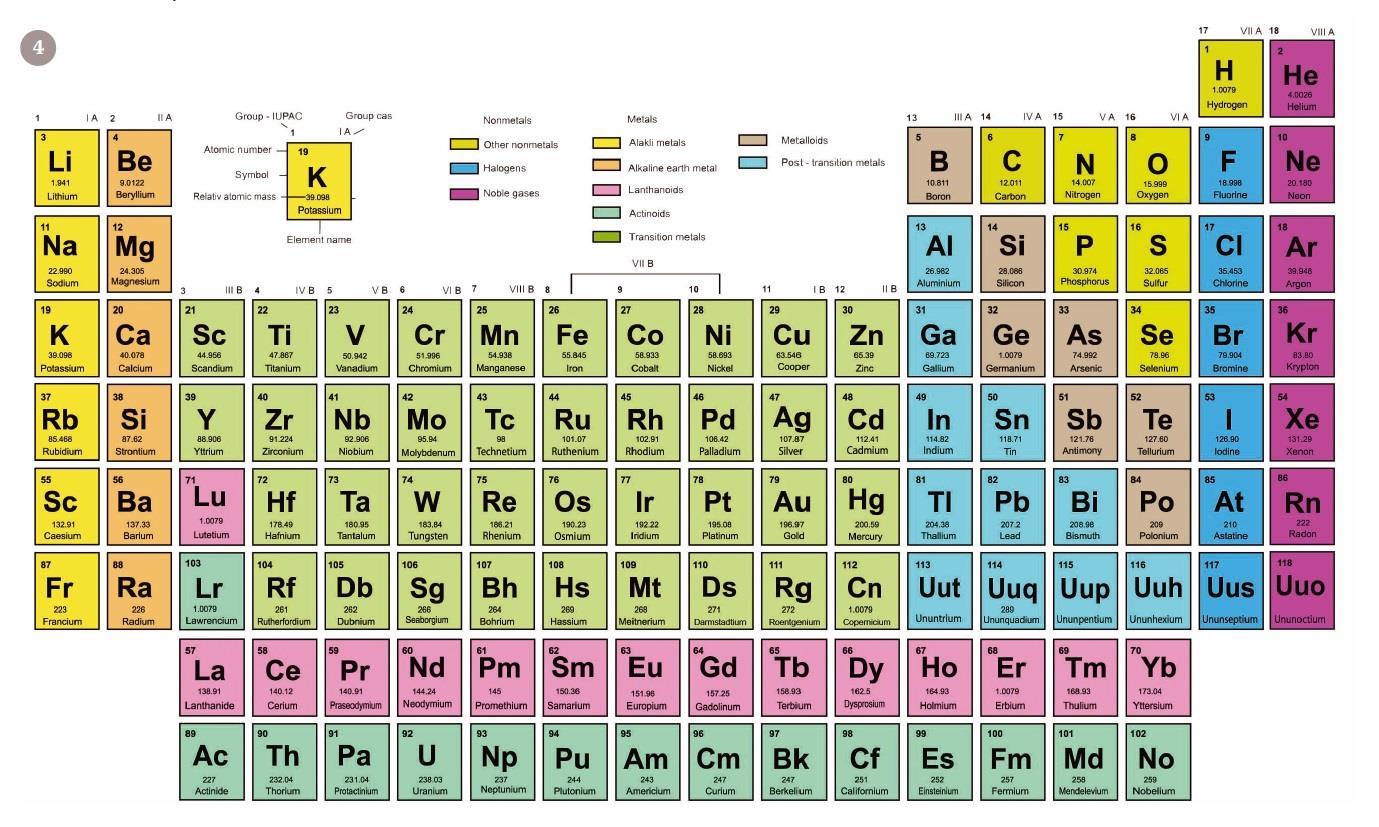 4
17 VII A 18 VIII A
1 2
H He
1.0079 4.0026
Hydrogen Helium
Group - IUPAC Group cas
1 I A
Atomic number
19
Symbol
K
Relativ atomic mass
39.098
Potassium
Element name
Nonmetals
Other nonmetals
Halogens
Noble gases
Metals
Alakli metals
Alkaline earth metal
Lanthanoids
Actinoids
Transition metals
Metalloids
Post - transition metals
1 I A 2 II A 13 III A 14 IV A 15 V A 16 VI A
3 4 5 6 7 8 9 10
Li Be B C N O F Ne
1.941 9.0122 10.811 12.011 14.007 15.999 18.998 20.180
Lithium Beryllium Boron Carbon Nitrogen Oxygen Fluorine Neon
11 12 13 14 15 16 17 18
Na Mg Al Si P S Cl Ar
22.990 24.305 26.982 28.086 30.974 32.065 35.453 39.948
Sodium Magnesium Aluminium Silicon Phosphorus Sulfur Chlorine Argon
VII B
3 III B 4 IV B 5 V B 6 VI B 7 VIII B 8 9 10 11 I B 12 II B
19 20 21 22 23 24 25 26 27 28 29 30 31 32 33 34 35 36
K Ca Sc Ti V Cr Mn Fe Co Ni Cu Zn Ga Ge As Se Br Kr
39.098 40.078 44.956 47.867 50.942 51.996 54.938 55.845 58.933 58.693 63.546 65.39 69.723 1.0079 74.992 78.96 79.904 83.80
Potassium Calcium Scandium Titanium Vanadium Chromium Manganese Iron Cobalt Nickel Cooper Zinc Gallium Germanium Arsenic Selenium Bromine Krypton
37 38 39 40 41 42 43 44 45 46 47 48 49 50 51 52 53 54
Rb Si Y Zr Nb Mo Tc Ru Rh Pd Ag Cd In Sn Sb Te I Xe
85.468 87.62 88.906 91.224 92.906 95.94 98 101.07 102.91 106.42 107.87 112.41 114.82 118.71 121.76 127.60 126.90 131.29
Rubidium Strontium Yttrium Zirconium Niobium Molybdenum Technetium Ruthenium Rhodium Palladium Silver Cadmium Indium Tin Antimony Tellurium Iodine Xenon
55 56 71 72 73 74 75 76 77 78 79 80 81 82 83 84 85 86
Sc Ba Lu Hf Ta W Re Os Ir Pt Au Hg Tl Pb Bi Po At Rn
132.91 137.33 1.0079 178.49 180.95 183.84 186.21 190.23 192.22 195.08 196.97 200.59 204.38 207.2 208.98 209 210 222
Caesium Barium Lutetium Hafnium Tantalum Tungsten Rhenium Osmium Iridium Platinum Gold Mercury Thallium Lead Bismuth Polonium Astatine Radon
87 88 103 104 105 106 107 108 109 110 111 112 113 114 115 116 117 118
Fr Ra Lr Rf Db Sg Bh Hs Mt Ds Rg Cn Uut Uuq Uup Uuh Uus Uuo
223 226 1.0079 261 262 266 264 269 268 271 272 1.0079 289
Francium Radium Lawrencium Rutherfordium Dubnium Seaborgium Bohrium Hassium Meitnerium Darmstadtium Roentgenium Copernicium Ununtrium Ununquadium Ununpentium Ununhexium Ununseptium Ununoctium
57 58 59 60 61 62 63 64 65 66 67 68 69 70
La Ce Pr Nd Pm Sm Eu Gd Tb Dy Ho Er Tm Yb
138.91 140.12 140.91 144.24 145 150.36 151.96 157.25 158.93 162.5 164.93 1.0079 168.93 173.04
Lanthanide Cerium Praseodymium Neodymium Promethium Samarium Europium Gadolinum Terbium Dysprosium Holmium Erbium Thulium Yttersium
89 90 91 92 93 94 95 96 97 98 99 100 101 102
Ac Th Pa U Np Pu Am Cm Bk Cf Es Fm Md No
227 232.04 231.04 238.03 237 244 243 247 247 251 252 257 258 259
Actinide Thorium Protactinium Uranium Neptunium Plutonium Americium Curium Berkelium Californium Einsteinium Fermium Mendelevium Nobelium